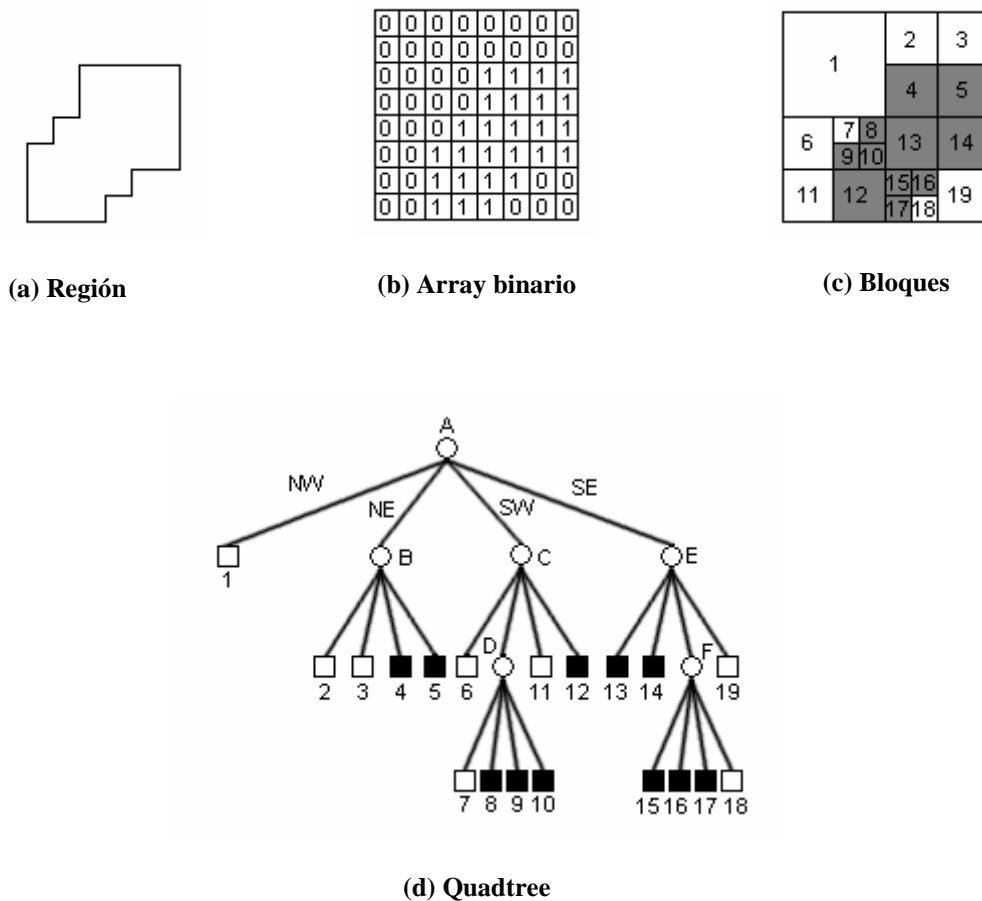 0 0 0 0 0 0 0 0
0 0 0 0 0 0 0 0
0 0 0 0 1 1 1 1
0 0 0 0 1 1 1 1
0 0 0 1 1 1 1 1
0 0 1 1 1 1 1 1
0 0 1 1 1 1 0 0
0 0 1 1 1 0 0 0
1 2 3
4 5
6 7 8 13 14
9 10
11 12 15 16 19
17 18
(a) Región
(b) Array binario
(c) Bloques
A
NW NE SW SE
1 B C E
D F
2 3 4 5 6 11 12 13 14 19
7 8 9 10 15 16 17 18
(d) Quadtree